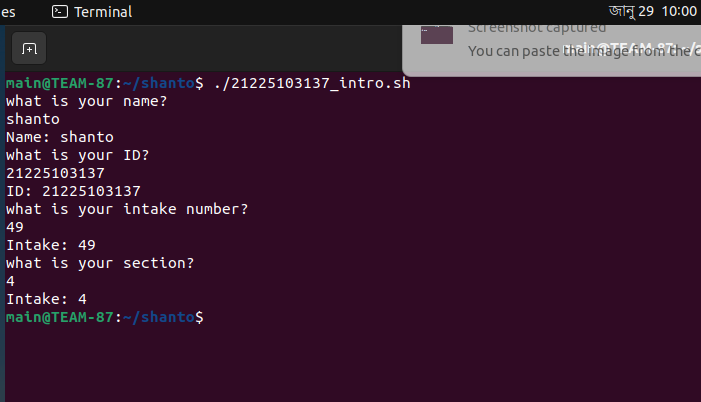 es Terminal জানু 29 10:00
Screenshot captured
You can paste the image from the c
main@TEAM-87:~/shanto$ ./21225103137_intro.sh
what is your name?
shanto
Name: shanto
what is your ID?
21225103137
ID: 21225103137
what is your intake number?
49
Intake: 49
what is your section?
4
Intake: 4
main@TEAM-87:~/shanto$